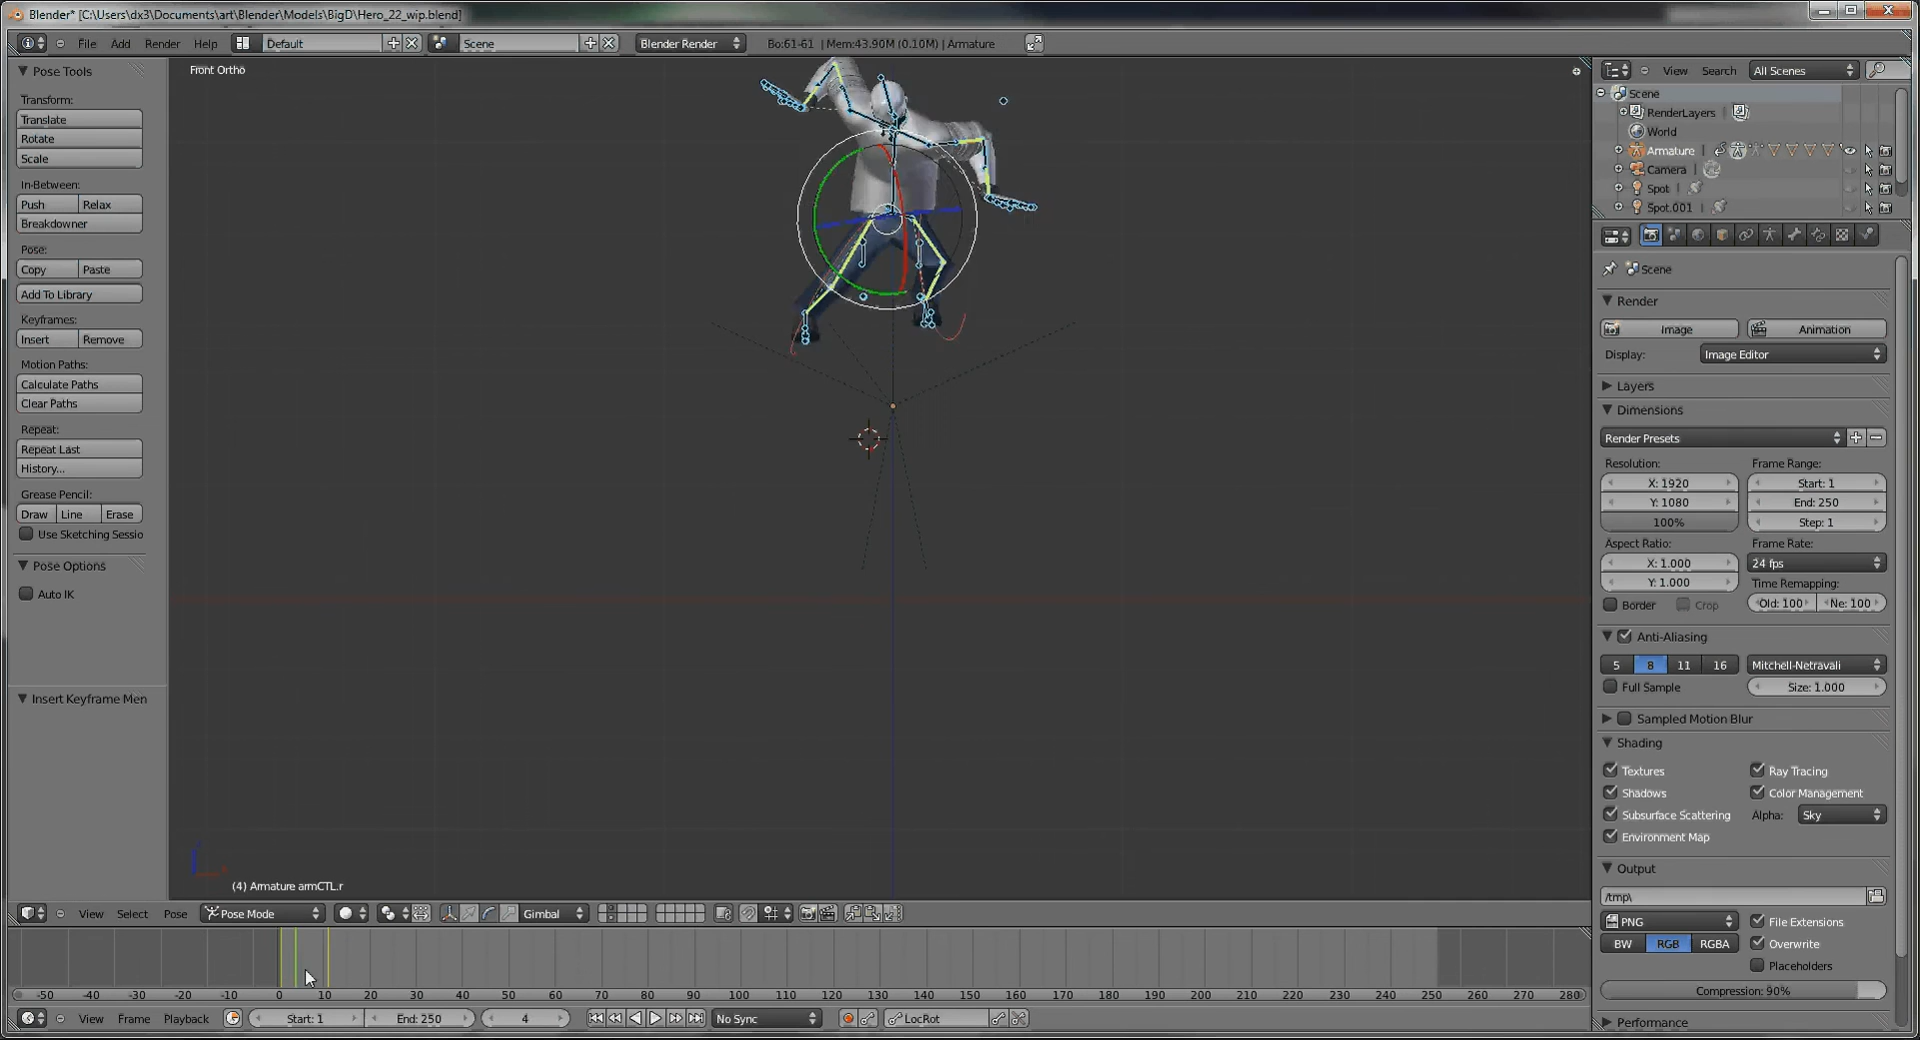 Blender* [C:\Users\dx3\Documents\art\Blender\Models\BigD\Hero_22_wip.blend]
File Add Render Help Default Scene Blender Render Bo:61-61 | Mem:43.90M (0.10M) | Armature
Pose Tools
Transform:
Translate
Rotate
Scale
In-Between:
Push Relax
Breakdowner
Pose:
Copy Paste
Add To Library
Keyframes:
Insert Remove
Motion Paths:
Calculate Paths
Clear Paths
Repeat:
Repeat Last
History...
Grease Pencil:
Draw Line Erase
Use Sketching Sessio
Pose Options
Auto IK
Insert Keyframe Men
Front Ortho
(4) Armature armCTL.r
View Select Pose Pose Mode Gimbal
-50 -40 -30 -20 -10 0 10 20 30 40 50 60 70 80 90 100 110 120 130 140 150 160 170 180 190 200 210 220 230 240 250 260 270 280
View Frame Playback Start: 1 End: 250 4 No Sync LocRot
View Search All Scenes
Scene
RenderLayers
World
Armature
Camera
Spot
Spot.001
Scene
Render
Image Animation
Display: Image Editor
Layers
Dimensions
Render Presets
Resolution: Frame Range:
X: 1920 Start: 1
Y: 1080 End: 250
100% Step: 1
Aspect Ratio: Frame Rate:
X: 1.000 24 fps
Y: 1.000 Time Remapping:
Border Crop Old: 100 Ne: 100
Anti-Aliasing
5 8 11 16 Mitchell-Netravali
Full Sample Size: 1.000
Sampled Motion Blur
Shading
Textures Ray Tracing
Shadows Color Management
Subsurface Scattering Alpha: Sky
Environment Map
Output
/tmp\
PNG File Extensions
BW RGB RGBA Overwrite
Placeholders
Compression: 90%
Performance